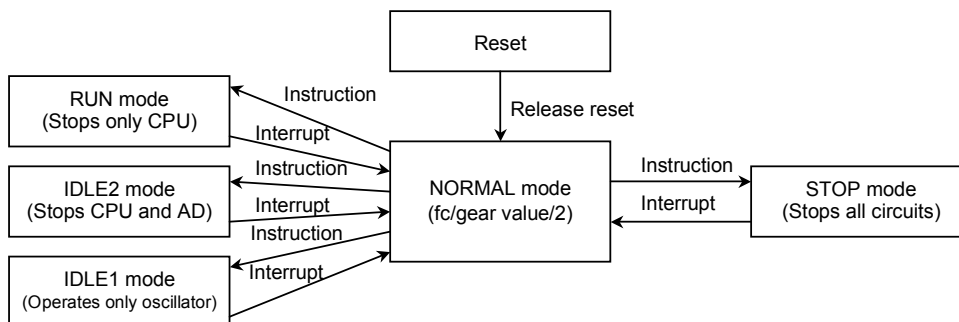 Reset
Release reset
RUN mode
(Stops only CPU)
Instruction
Interrupt
IDLE2 mode
(Stops CPU and AD)
Instruction
Interrupt
IDLE1 mode
(Operates only oscillator)
Instruction
Interrupt
NORMAL mode
(fc/gear value/2)
Instruction
Interrupt
STOP mode
(Stops all circuits)